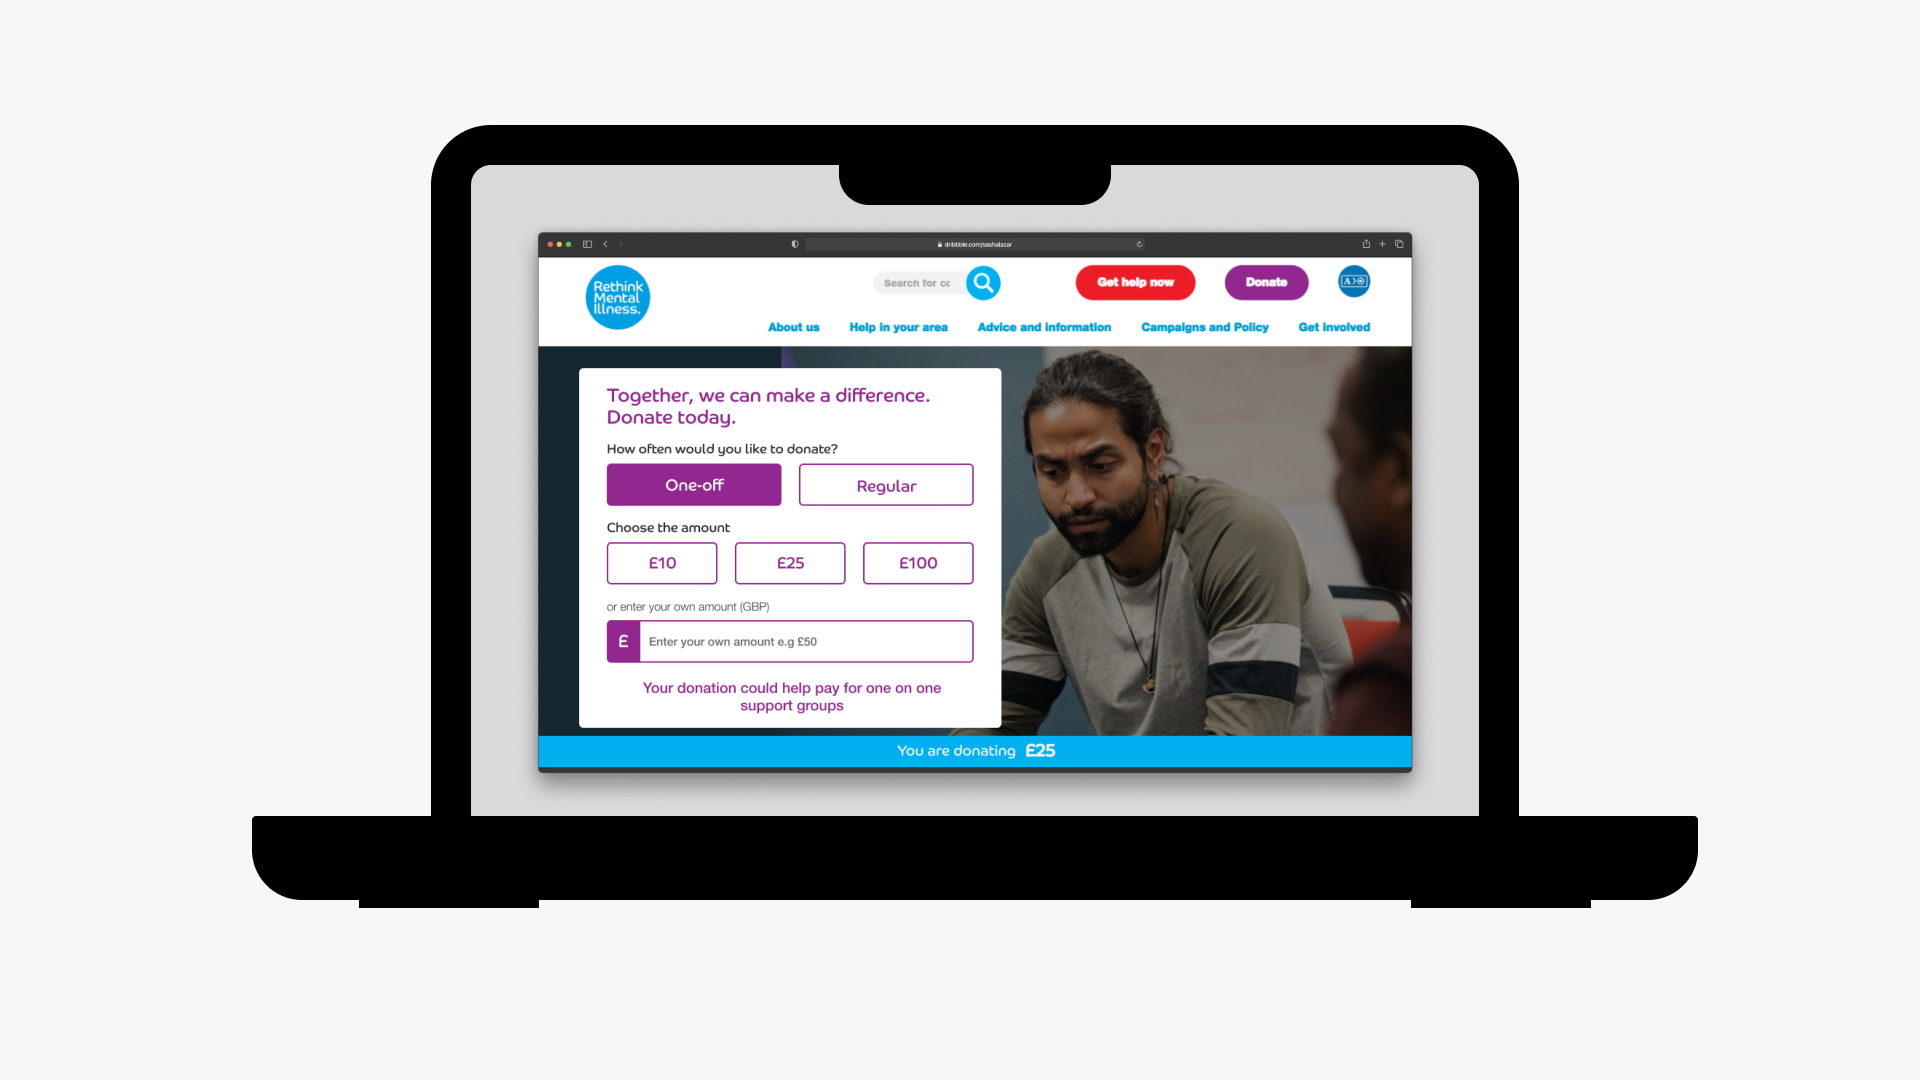 dribbble.com/sashalazar
Rethink
Mental
Illness.
Search for cc
Get help now
Donate
A
About us
Help in your area
Advice and information
Campaigns and Policy
Get involved
Together, we can make a difference.
Donate today.
How often would you like to donate?
One-off
Regular
Choose the amount
£10
£25
£100
or enter your own amount (GBP)
£
Enter your own amount e.g £50
Your donation could help pay for one on one
support groups
You are donating £25